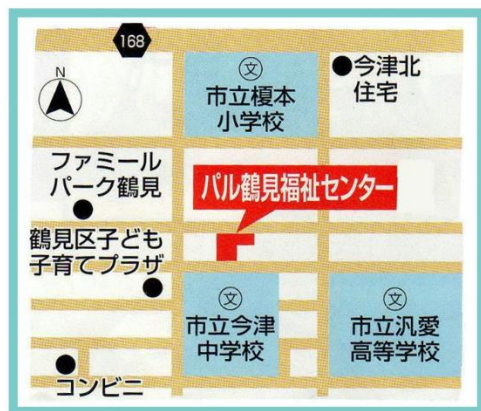 168
N
文
市立榎本
小学校
今津北
住宅
ファミール
パーク鶴見
パル鶴見福祉センター
鶴見区子ども
子育てプラザ
文
市立今津
中学校
文
市立汎愛
高等学校
コンビニ